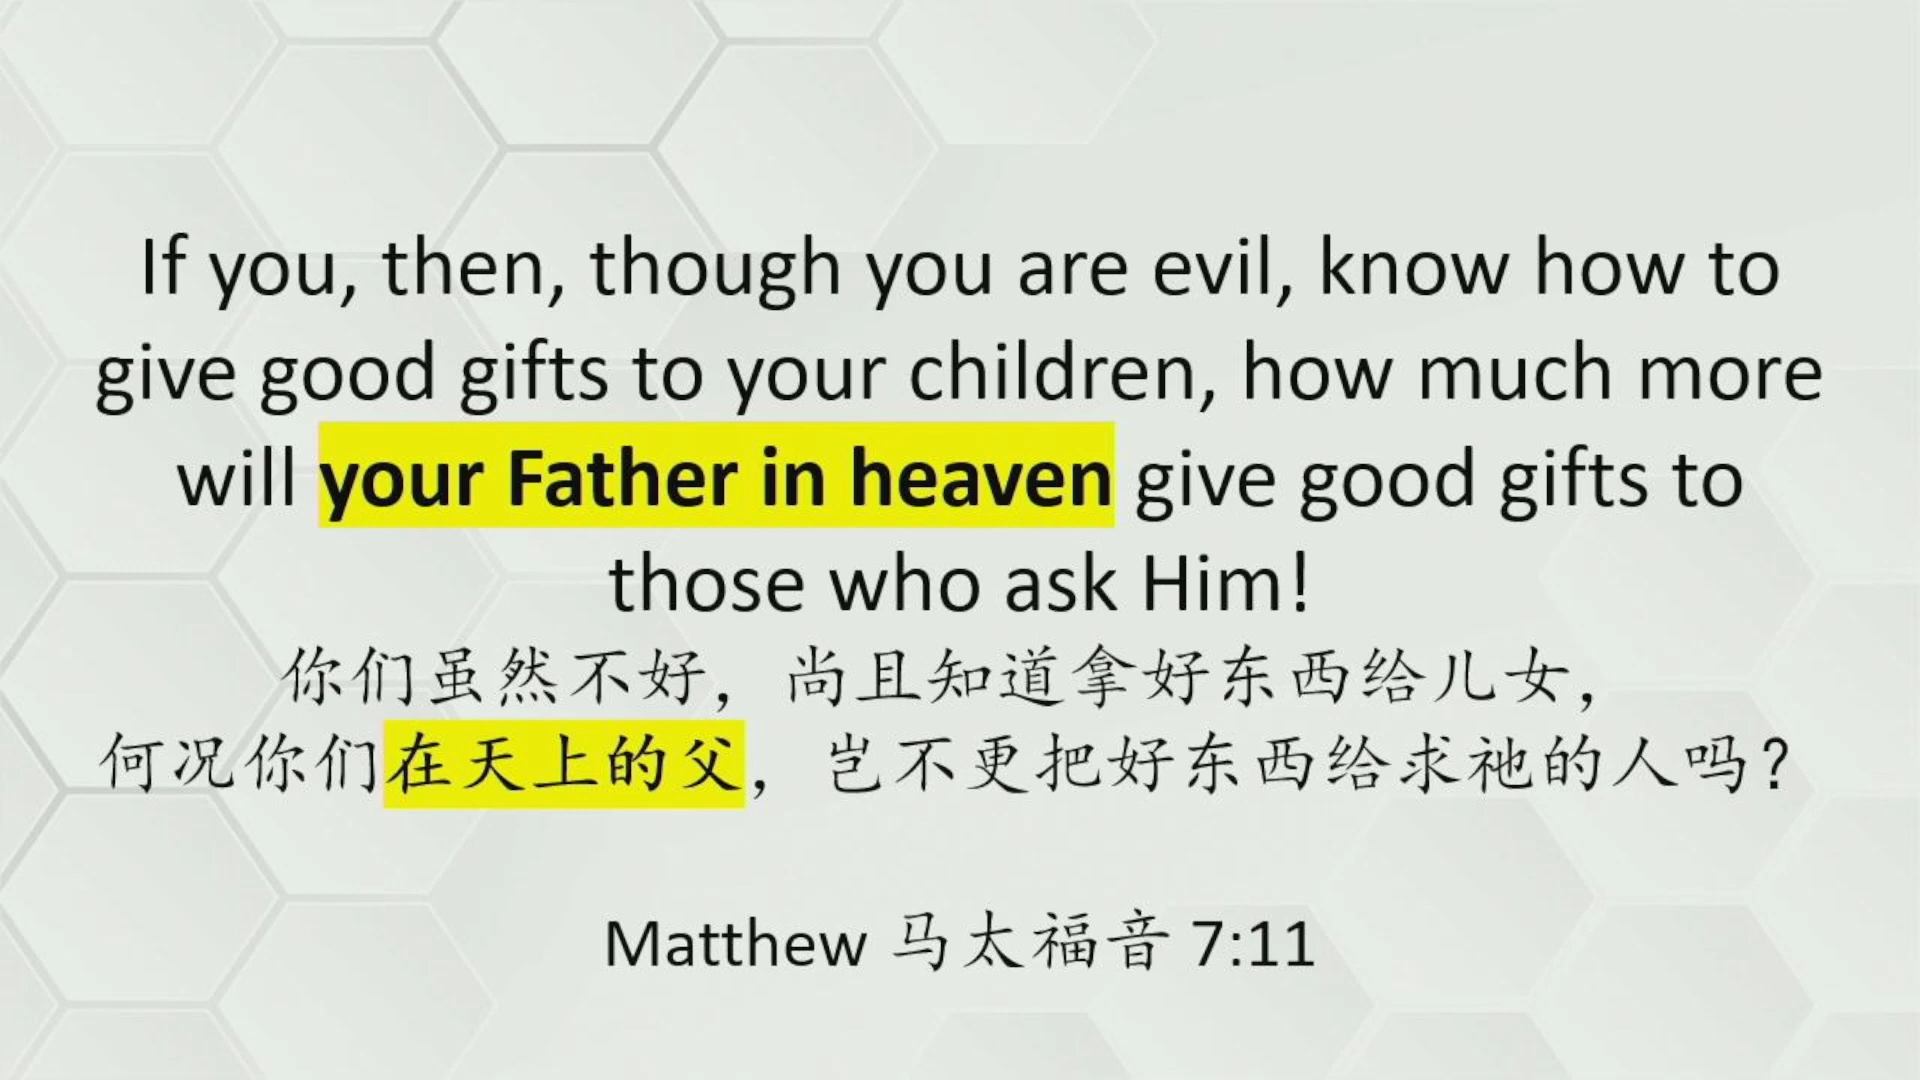 If you, then, though you are evil, know how to
give good gifts to your children, how much more
will your Father in heaven give good gifts to
those who ask Him!
你们虽然不好，尚且知道拿好东西给儿女，
何况你们在天上的父，岂不更把好东西给求祂的人吗？
Matthew 马太福音 7:11